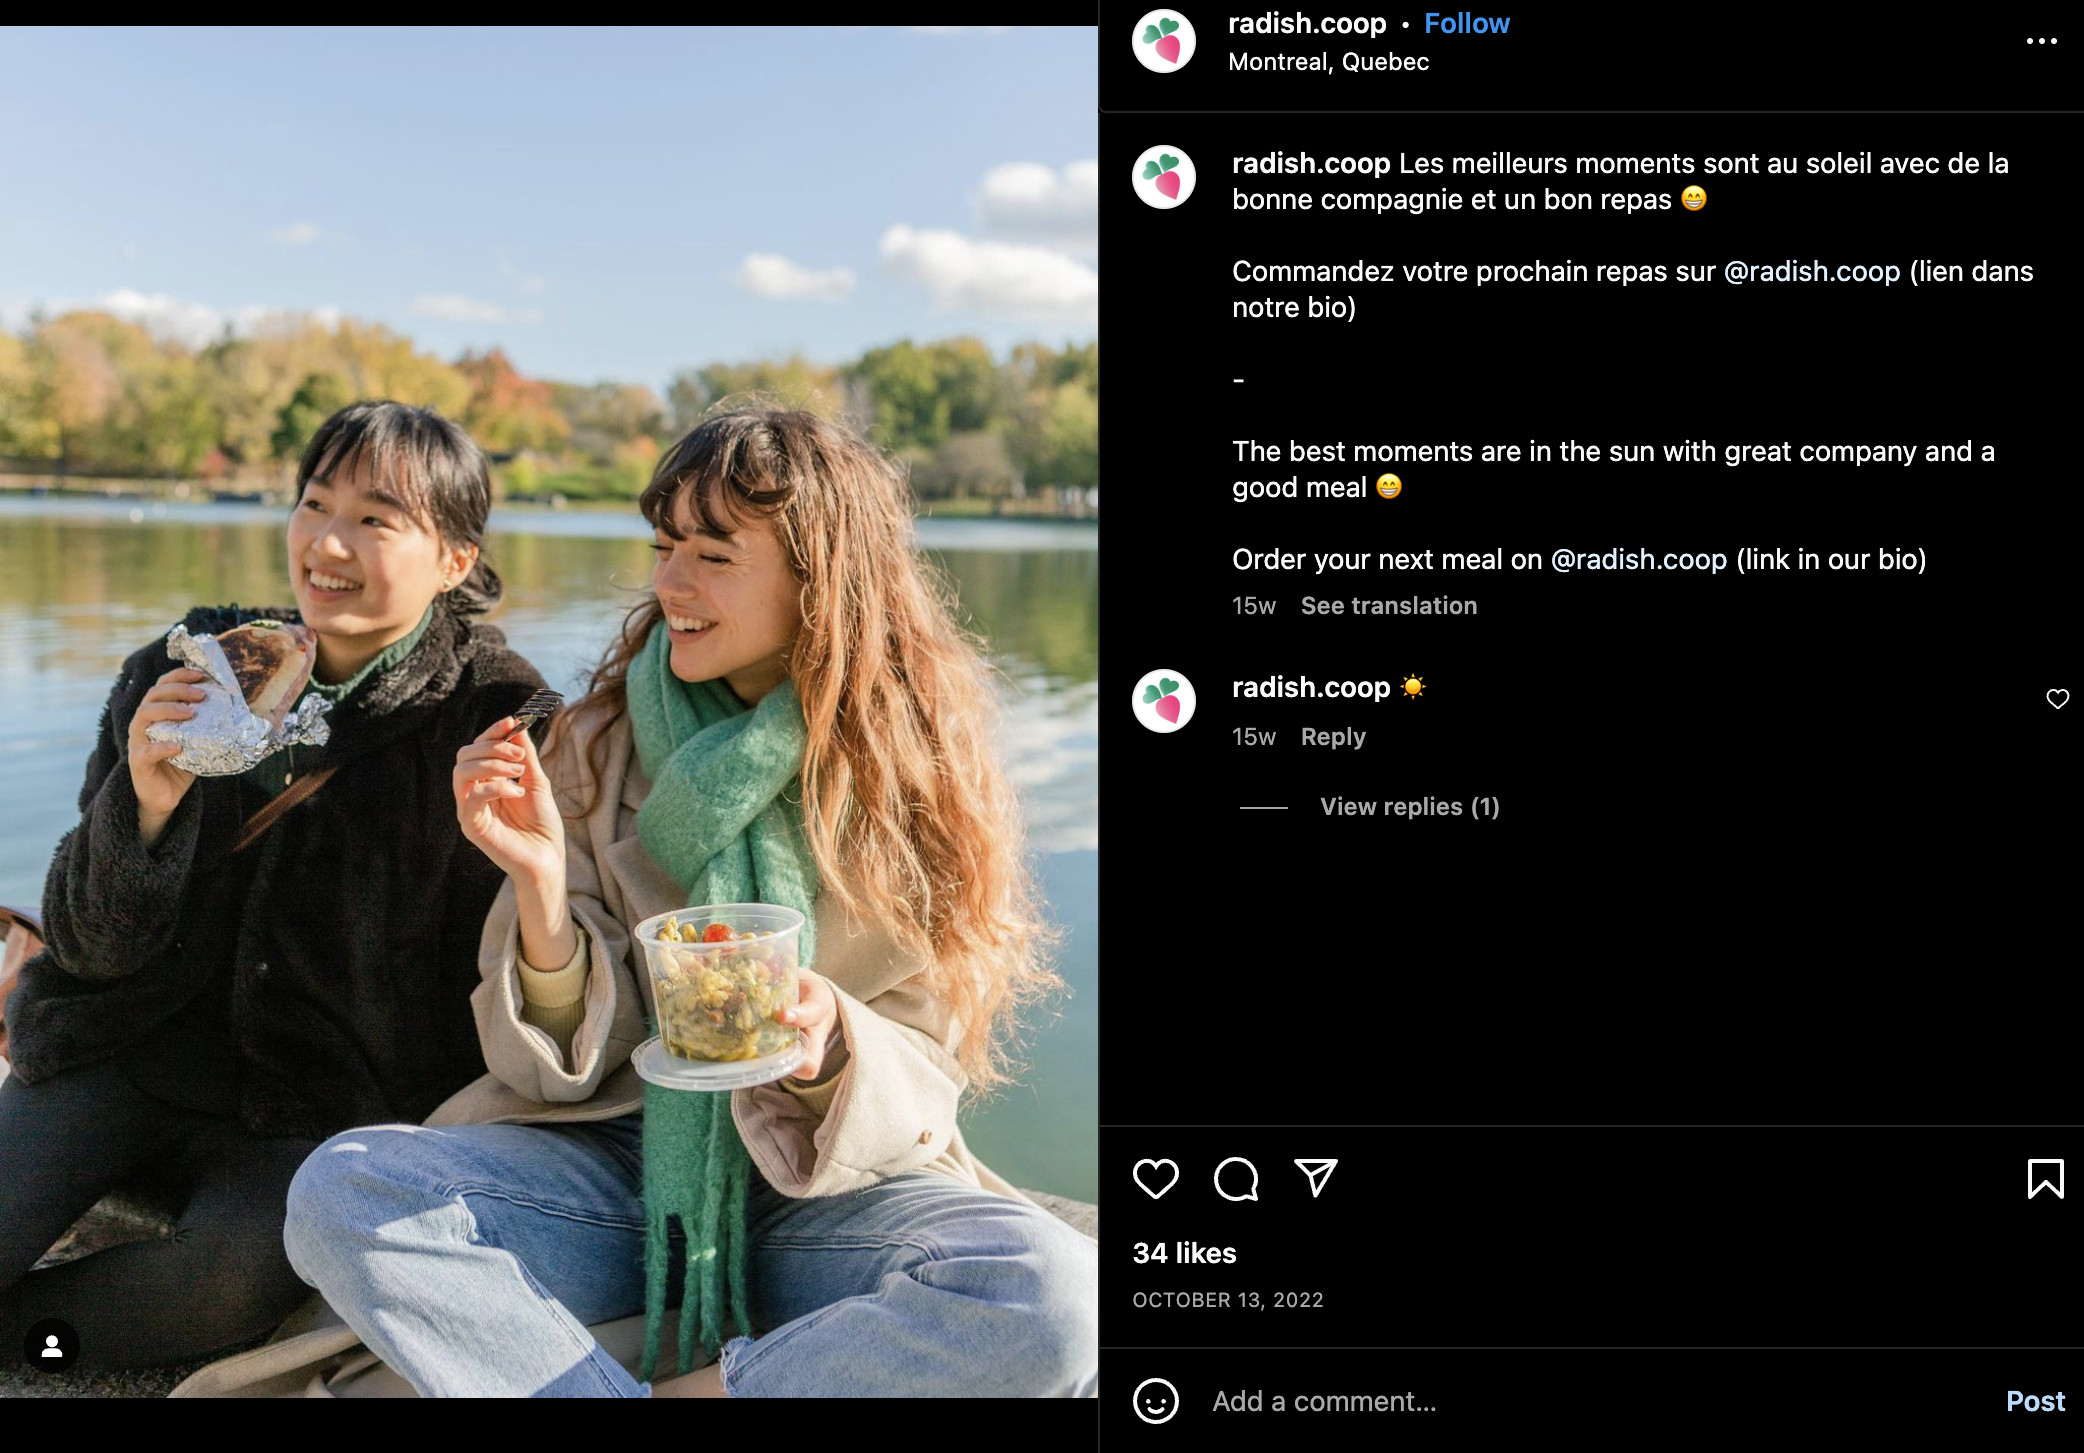 radish.coop • Follow
Montreal, Quebec
radish.coop Les meilleurs moments sont au soleil avec de la
bonne compagnie et un bon repas 😁
Commandez votre prochain repas sur @radish.coop (lien dans
notre bio)
-
The best moments are in the sun with great company and a
good meal 😁
Order your next meal on @radish.coop (link in our bio)
15w See translation
radish.coop ☀️
15w Reply
View replies (1)
34 likes
OCTOBER 13, 2022
Add a comment...
Post